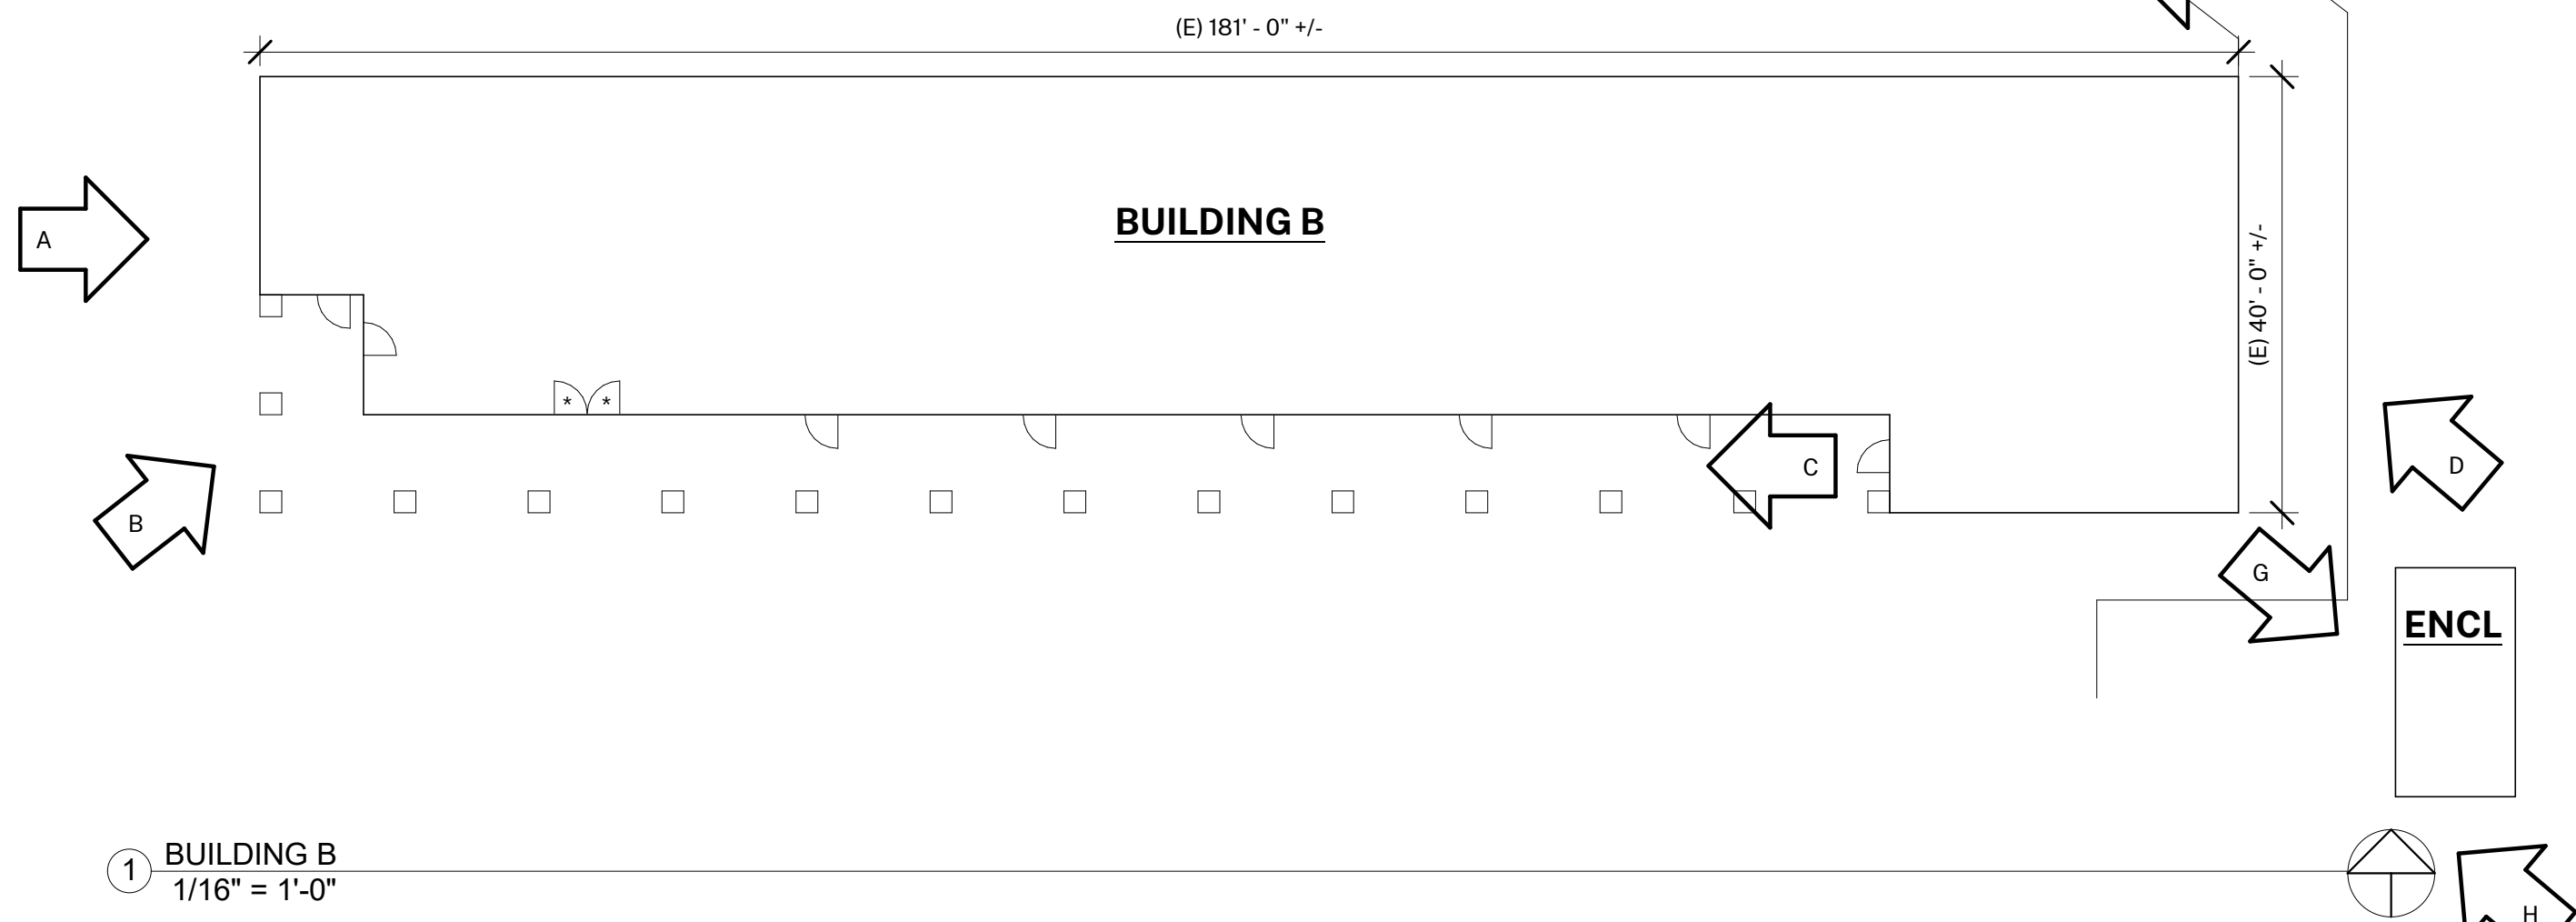 (E) 181' - 0" +/-
BUILDING B
A
(E) 40' - 0" +/-
* *
C
D
B
G
ENCL
1
BUILDING B
1/16" = 1'-0"
H